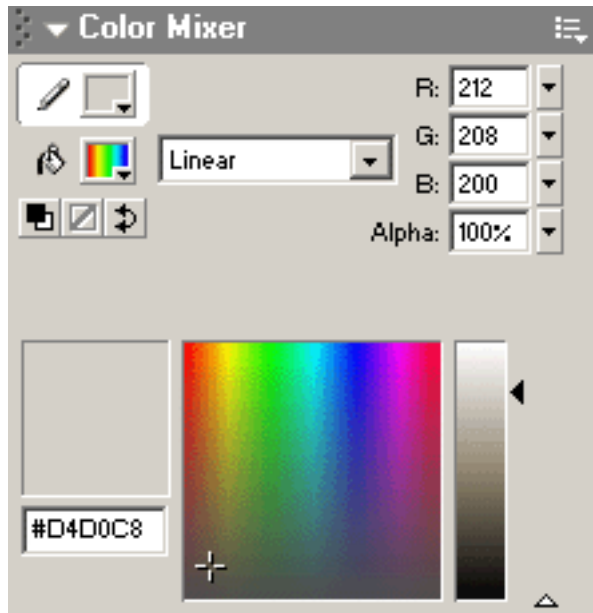 Color Mixer
R: 212
G: 208
Linear
B: 200
Alpha: 100%
#D4D0C8